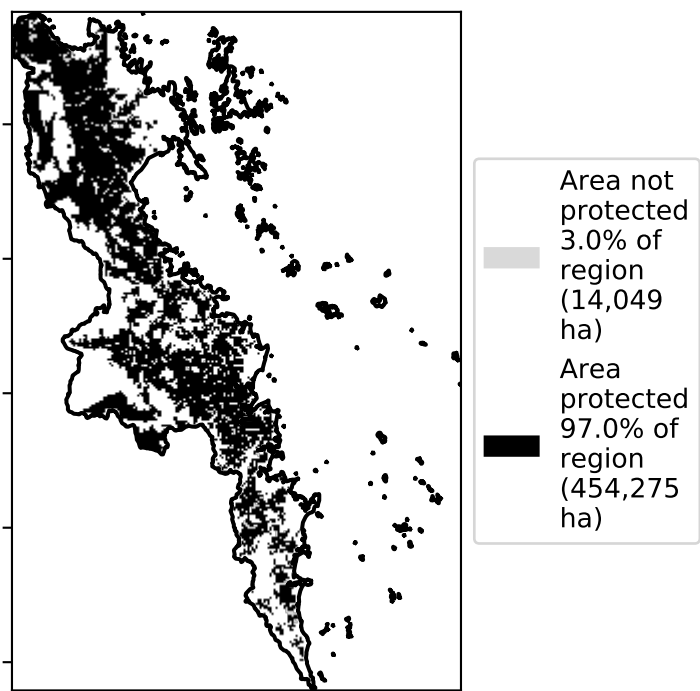 Area not
protected
3.0% of
region
(14,049
ha)
Area
protected
97.0% of
region
(454,275
ha)